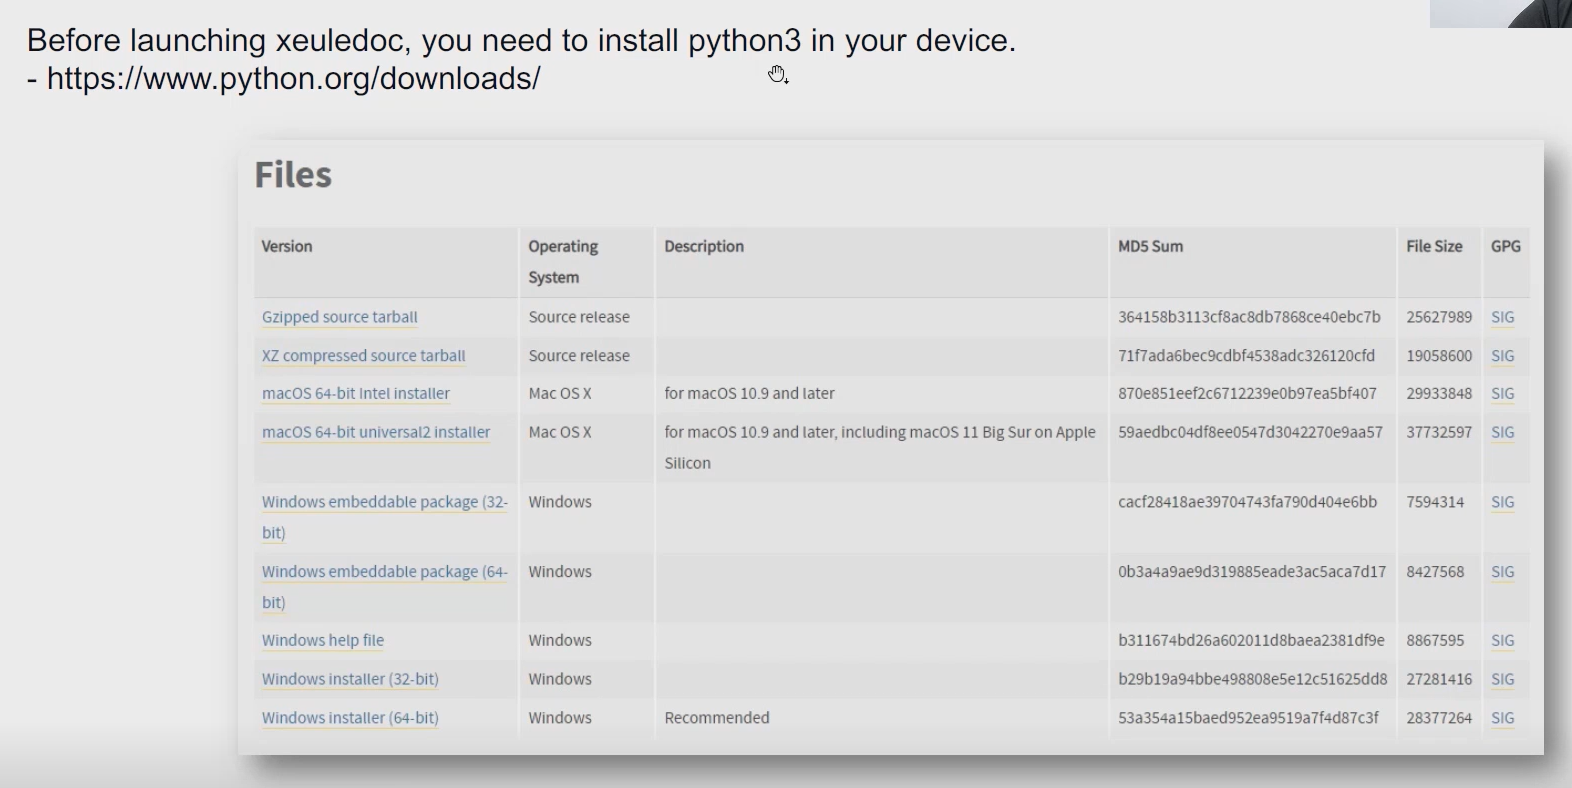 Before launching xeuledoc, you need to install python3 in your device.
- https://www.python.org/downloads/
Files
Version Operating System Description MD5 Sum File Size GPG
Gzipped source tarball Source release 364158b3113cf8ac8db7868ce40ebc7b 25627989 SIG
XZ compressed source tarball Source release 71f7ada6bec9cdbf4538adc326120cfd 19058600 SIG
macOS 64-bit Intel installer Mac OS X for macOS 10.9 and later 870e851eef2c6712239e0b97ea5bf407 29933848 SIG
macOS 64-bit universal2 installer Mac OS X for macOS 10.9 and later, including macOS 11 Big Sur on Apple Silicon 59aedbc04df8ee0547d3042270e9aa57 37732597 SIG
Windows embeddable package (32-bit) Windows cacf28418ae39704743fa790d404e6bb 7594314 SIG
Windows embeddable package (64-bit) Windows 0b3a4a9ae9d319885eade3ac5aca7d17 8427568 SIG
Windows help file Windows b311674bd26a602011d8baea2381df9e 8867595 SIG
Windows installer (32-bit) Windows b29b19a94bbe498808e5e12c51625dd8 27281416 SIG
Windows installer (64-bit) Windows Recommended 53a354a15baed952ea9519a7f4d87c3f 28377264 SIG